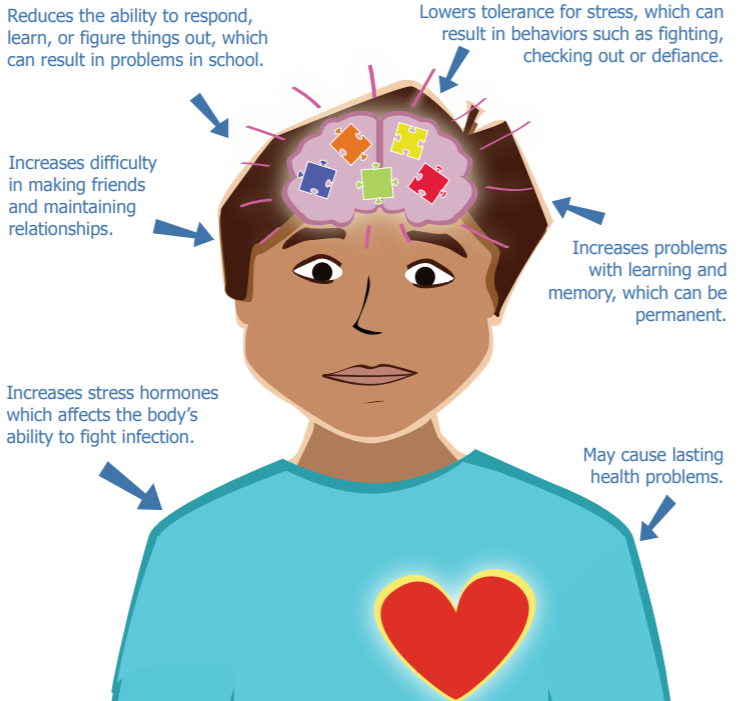 Reduces the ability to respond,
learn, or figure things out, which
can result in problems in school.
Lowers tolerance for stress, which can
result in behaviors such as fighting,
checking out or defiance.
Increases difficulty
in making friends
and maintaining
relationships.
Increases problems
with learning and
memory, which can be
permanent.
Increases stress hormones
which affects the body’s
ability to fight infection.
May cause lasting
health problems.